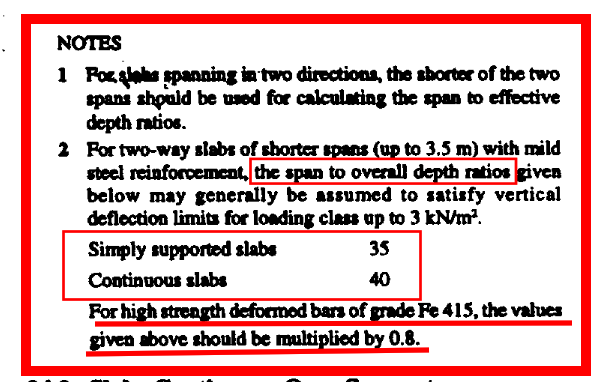 NOTES
1 For slabs spanning in two directions, the shorter of the two
spans should be used for calculating the span to effective
depth ratios.
2 For two-way slabs of shorter spans (up to 3.5 m) with mild
steel reinforcement, the span to overall depth ratios given
below may generally be assumed to satisfy vertical
deflection limits for loading class up to 3 kN/m².
Simply supported slabs 35
Continuous slabs 40
For high strength deformed bars of grade Fe 415, the values
given above should be multiplied by 0.8.